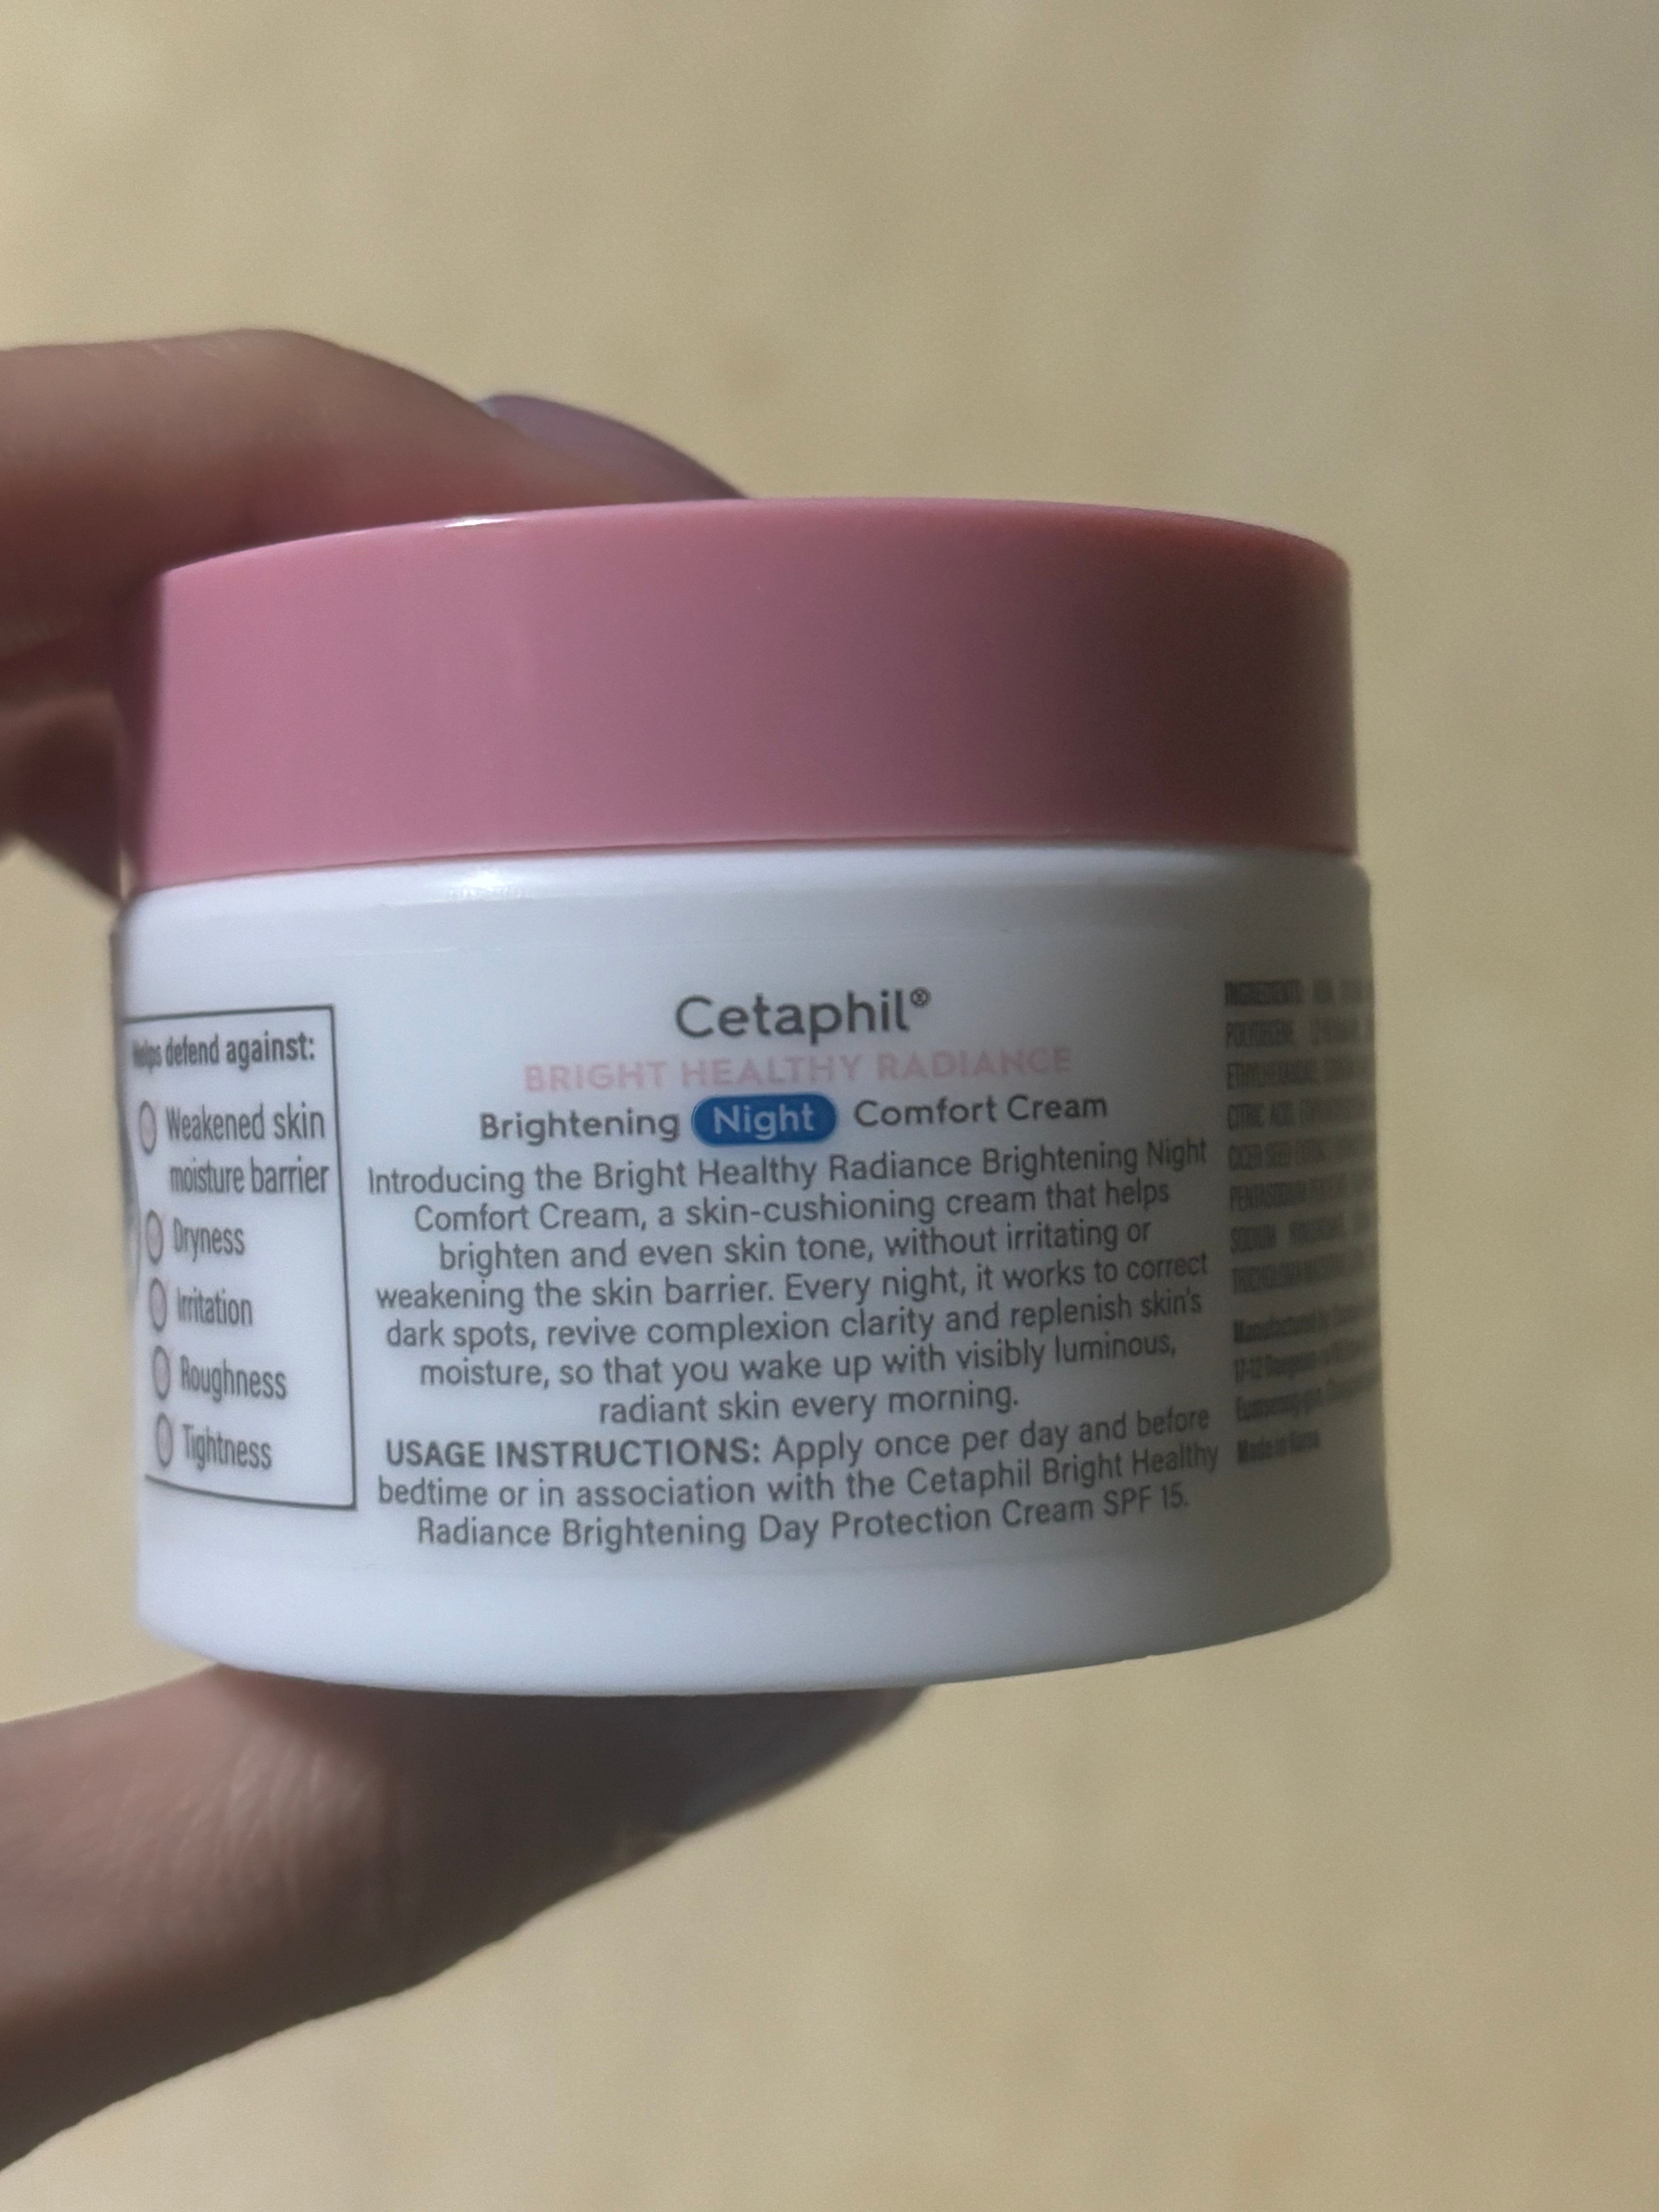 Helps defend against:
Weakened skin
moisture barrier
Dryness
Irritation
Roughness
Tightness
Cetaphil®
BRIGHT HEALTHY RADIANCE
Brightening Night Comfort Cream
Introducing the Bright Healthy Radiance Brightening Night
Comfort Cream, a skin-cushioning cream that helps
brighten and even skin tone, without irritating or
weakening the skin barrier. Every night, it works to correct
dark spots, revive complexion clarity and replenish skin's
moisture, so that you wake up with visibly luminous,
radiant skin every morning.
USAGE INSTRUCTIONS: Apply once per day and before
bedtime or in association with the Cetaphil Bright Healthy
Radiance Brightening Day Protection Cream SPF 15.
INGREDIENTS:
CITRIC ACID,
Manufactured by
Made in Korea